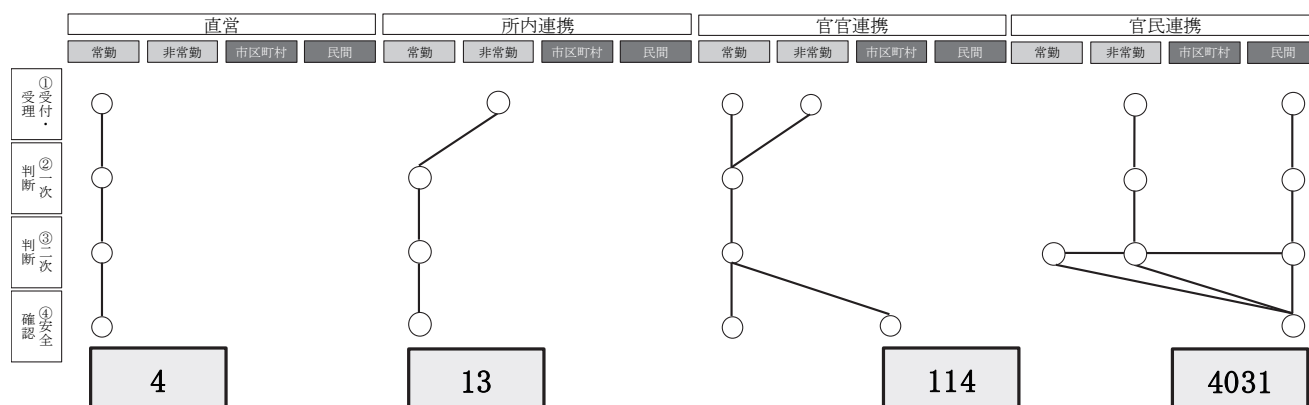 直営
所内連携
官官連携
官民連携
常勤 非常勤 市区町村 民間
常勤 非常勤 市区町村 民間
常勤 非常勤 市区町村 民間
常勤 非常勤 市区町村 民間
①受付・
受理
②一次
判断
③二次
判断
④安全
確認
4
13
114
4031